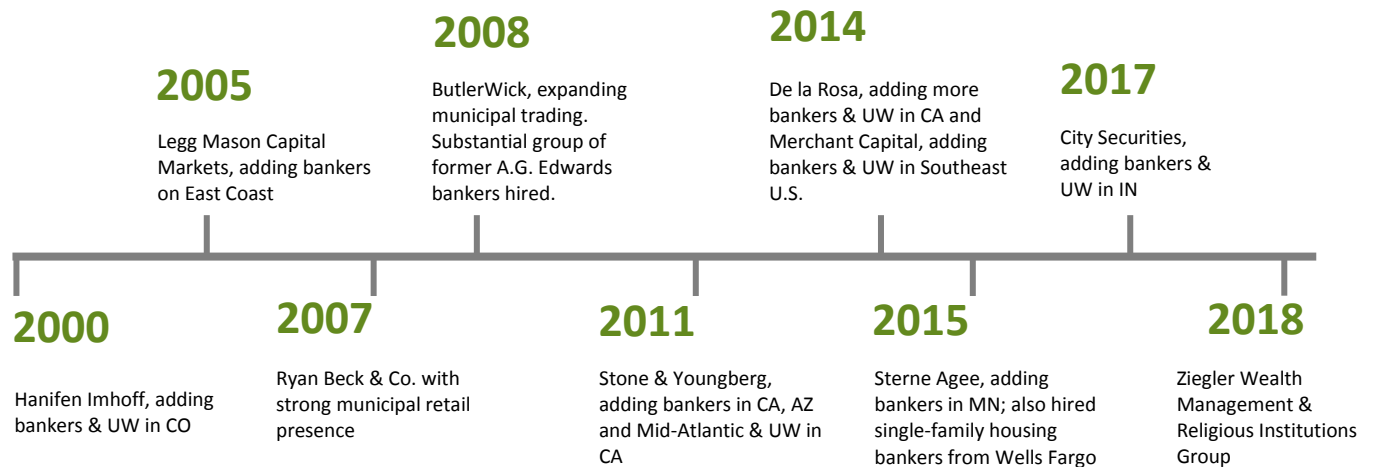 2000
Hanifen Imhoff, adding
bankers & UW in CO
2005
Legg Mason Capital
Markets, adding bankers
on East Coast
2007
Ryan Beck & Co. with
strong municipal retail
presence
2008
ButlerWick, expanding
municipal trading.
Substantial group of
former A.G. Edwards
bankers hired.
2011
Stone & Youngberg,
adding bankers in CA, AZ
and Mid-Atlantic & UW in
CA
2014
De la Rosa, adding more
bankers & UW in CA and
Merchant Capital, adding
bankers & UW in Southeast
U.S.
2015
Sterne Agee, adding
bankers in MN; also hired
single-family housing
bankers from Wells Fargo
2017
City Securities,
adding bankers &
UW in IN
2018
Ziegler Wealth
Management &
Religious Institutions
Group